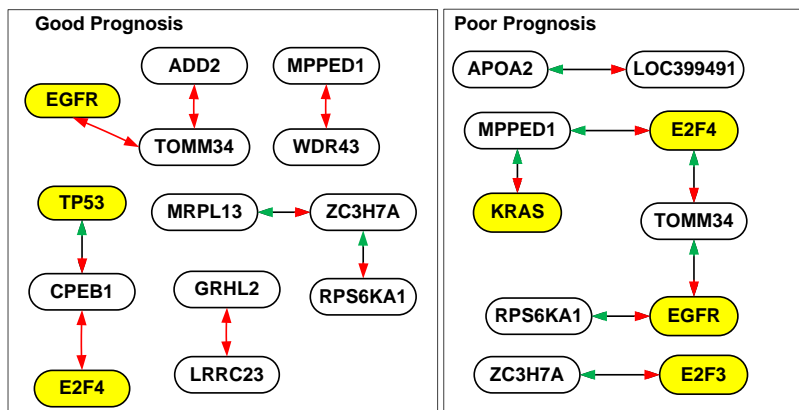 Good Prognosis
ADD2
MPPED1
EGFR
TOMM34
WDR43
TP53
MRPL13
ZC3H7A
CPEB1
GRHL2
RPS6KA1
E2F4
LRRC23
Poor Prognosis
APOA2
LOC399491
MPPED1
E2F4
KRAS
TOMM34
RPS6KA1
EGFR
ZC3H7A
E2F3